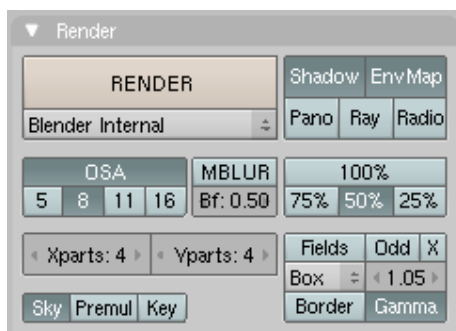 Render
RENDER
Shadow EnvMap
Blender Internal
Pano Ray Radio
OSA MBLUR 100%
5 8 11 16 Bf: 0.50 75% 50% 25%
Xparts: 4 Yparts: 4 Fields Odd X
Box 1.05
Sky Premul Key Border Gamma